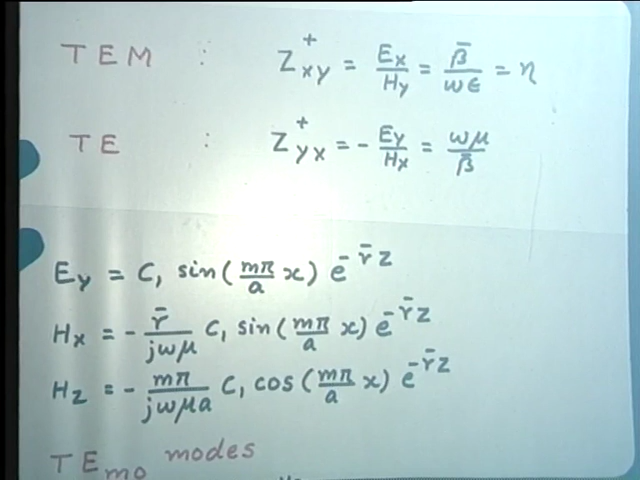 TEM : Z⁺xy = Ex/Hy = β̄/ωϵ = η
TE : Z⁺yx = - Ey/Hx = ωμ/β̄
Ey = C₁ sin(mπ/a x) e^-γ̄z
Hx = - γ̄/jωμ C₁ sin(mπ/a x) e^-γ̄z
Hz = - mπ/jωμa C₁ cos(mπ/a x) e^-γ̄z
TEmo modes